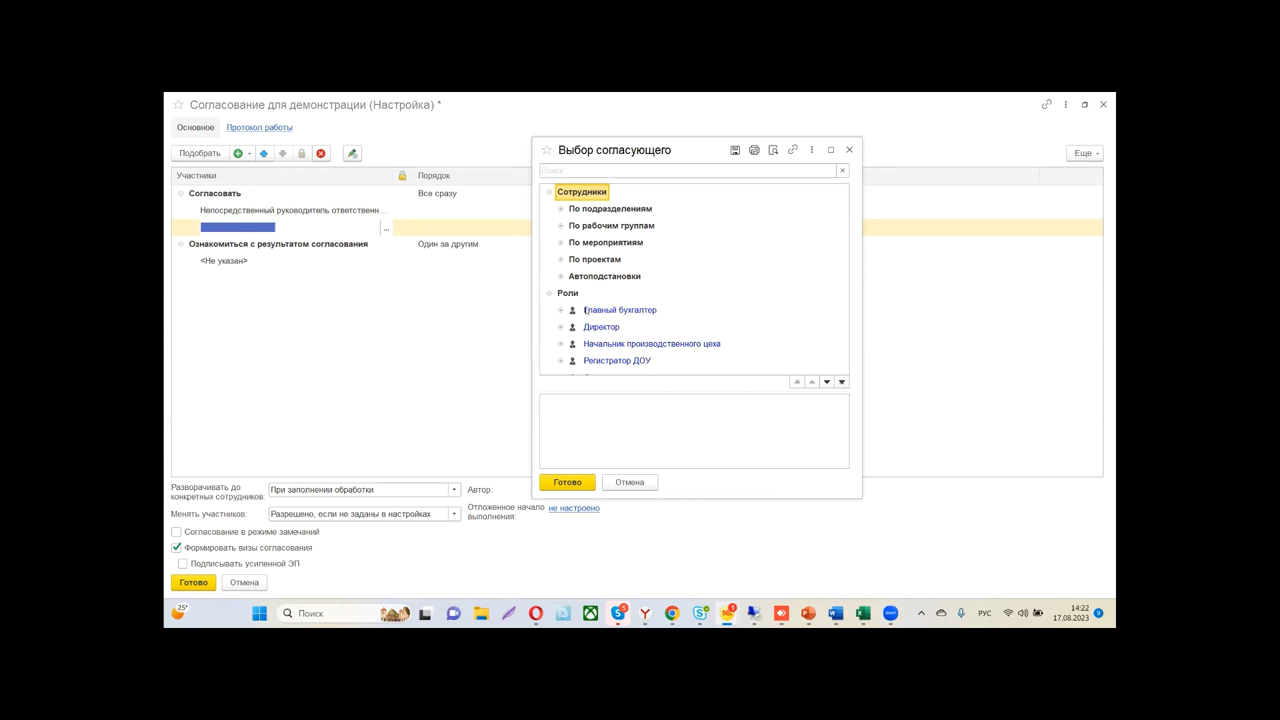 Согласование для демонстрации (Настройка) *
Основное Протокол работы
Подобрать Еще
Участники Порядок
Согласовать Все сразу
Непосредственный руководитель ответственн...
...
Ознакомиться с результатом согласования Один за другим
<Не указан>
Выбор согласующего
Поиск
Сотрудники
По подразделениям
По рабочим группам
По мероприятиям
По проектам
Автоподстановки
Роли
Главный бухгалтер
Директор
Начальник производственного цеха
Регистратор ДОУ
Готово Отмена
Разворачивать до конкретных сотрудников: При заполнении обработки Автор:
Менять участников: Разрешено, если не заданы в настройках Отложенное начало выполнения: не настроено
Согласование в режиме замечаний
Формировать визы согласования
Подписывать усиленной ЭП
Готово Отмена
25° Поиск РУС 14:22
17.08.2023